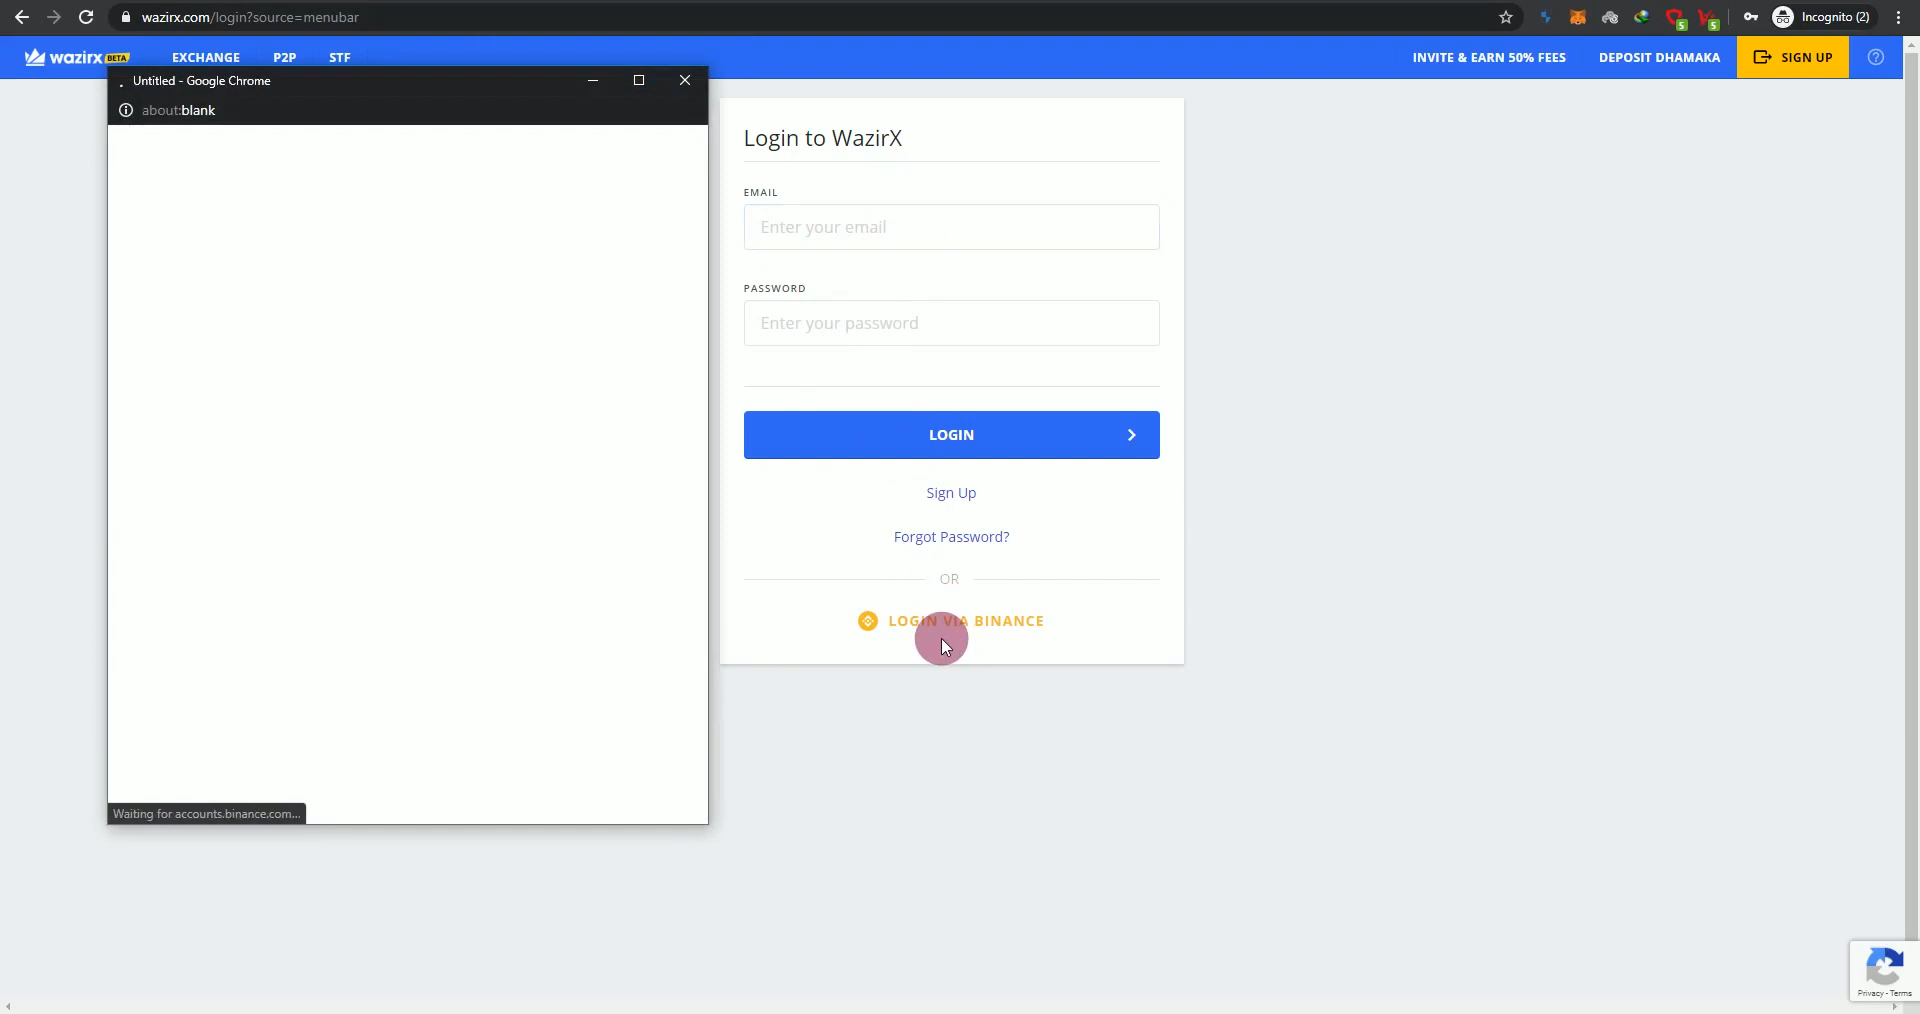 wazirx.com/login?source=menubar
Incognito (2)
wazirx BETA
EXCHANGE
P2P
STF
INVITE & EARN 50% FEES
DEPOSIT DHAMAKA
SIGN UP
Untitled - Google Chrome
about:blank
Waiting for accounts.binance.com...
Login to WazirX
EMAIL
Enter your email
PASSWORD
Enter your password
LOGIN
Sign Up
Forgot Password?
OR
LOGIN VIA BINANCE
5
5
Privacy - Terms